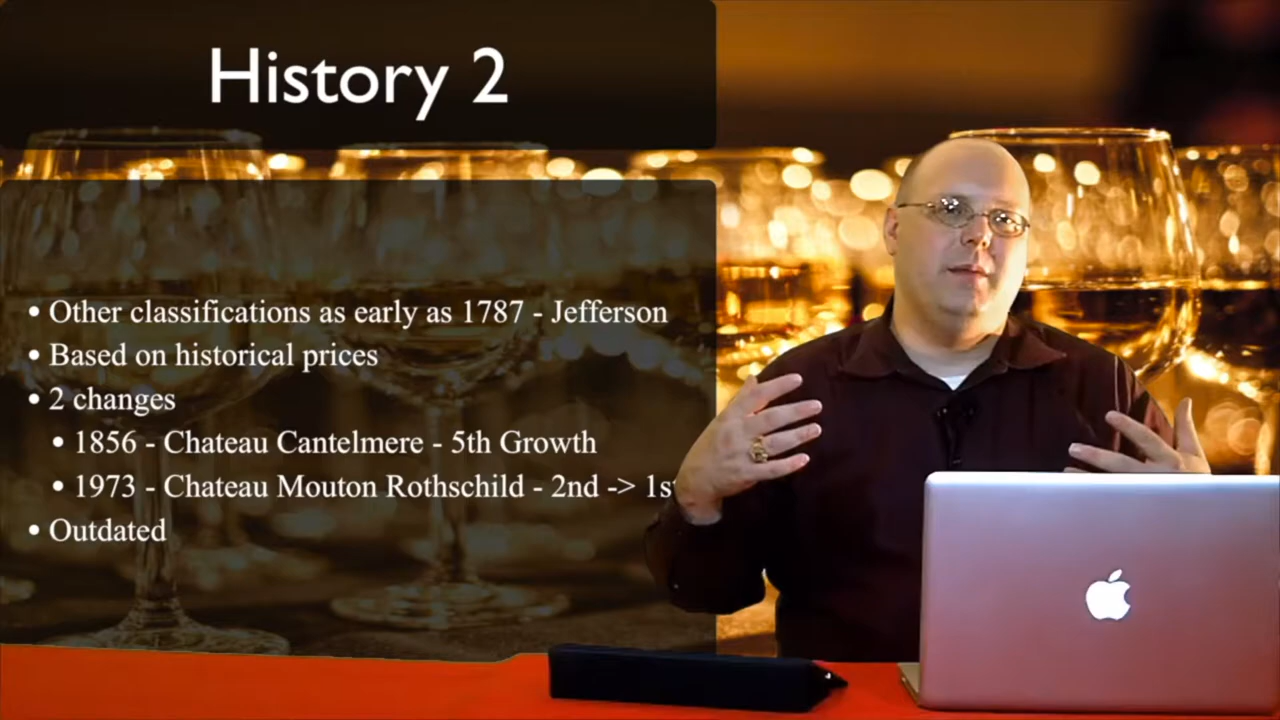 History 2
• Other classifications as early as 1787 - Jefferson
• Based on historical prices
• 2 changes
• 1856 - Chateau Cantelmere - 5th Growth
• 1973 - Chateau Mouton Rothschild - 2nd -> 1s
• Outdated